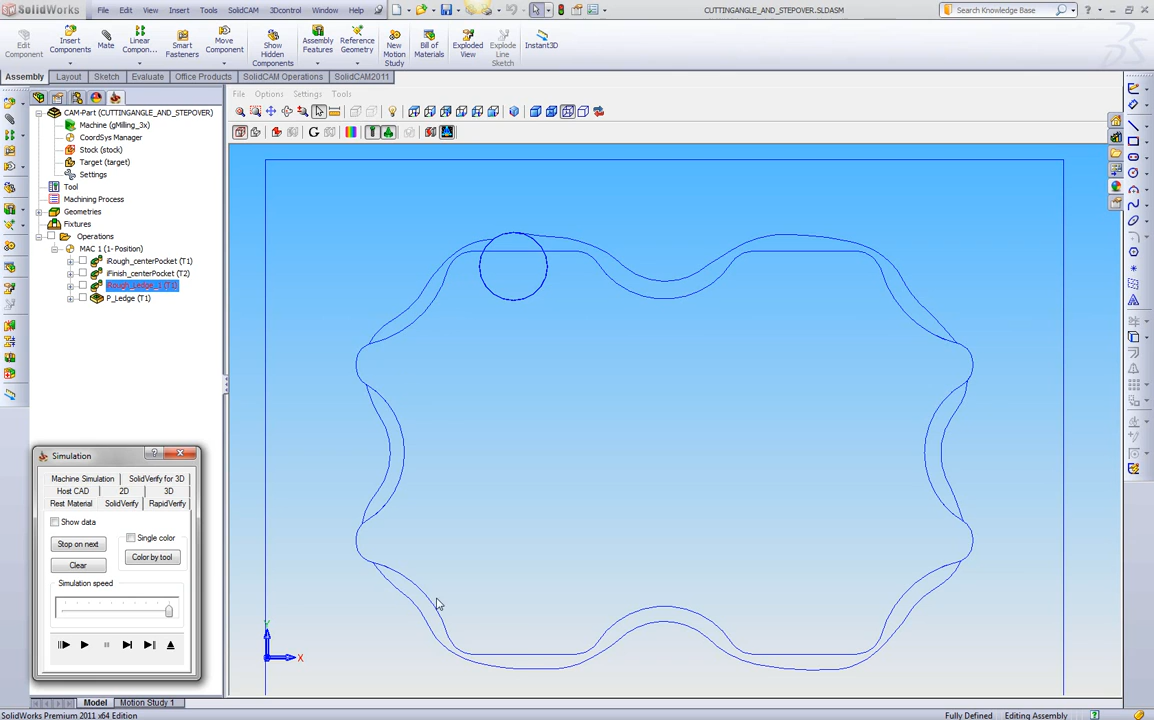 SolidWorks File Edit View Insert Tools SolidCAM 3Dcontrol Window Help
CUTTINGANGLE_AND_STEPOVER.SLDASM
Search Knowledge Base
Edit Component
Insert Components
Mate
Linear Compon...
Smart Fasteners
Move Component
Show Hidden Components
Assembly Features
Reference Geometry
New Motion Study
Bill of Materials
Exploded View
Explode Line Sketch
Instant3D
Assembly Layout Sketch Evaluate Office Products SolidCAM Operations SolidCAM2011
File Options Settings Tools
CAM-Part (CUTTINGANGLE_AND_STEPOVER)
Machine (gMilling_3x)
CoordSys Manager
Stock (stock)
Target (target)
Settings
Tool
Machining Process
Geometries
Fixtures
Operations
MAC 1 (1- Position)
iRough_centerPocket (T1)
iFinish_centerPocket (T2)
iRough_Ledge_1 (T1)
P_Ledge (T1)
Simulation
Machine Simulation SolidVerify for 3D
Host CAD 2D 3D
Rest Material SolidVerify RapidVerify
Show data
Stop on next
Single color
Clear
Color by tool
Simulation speed
Y
X
Model Motion Study 1
SolidWorks Premium 2011 x64 Edition
Fully Defined Editing Assembly